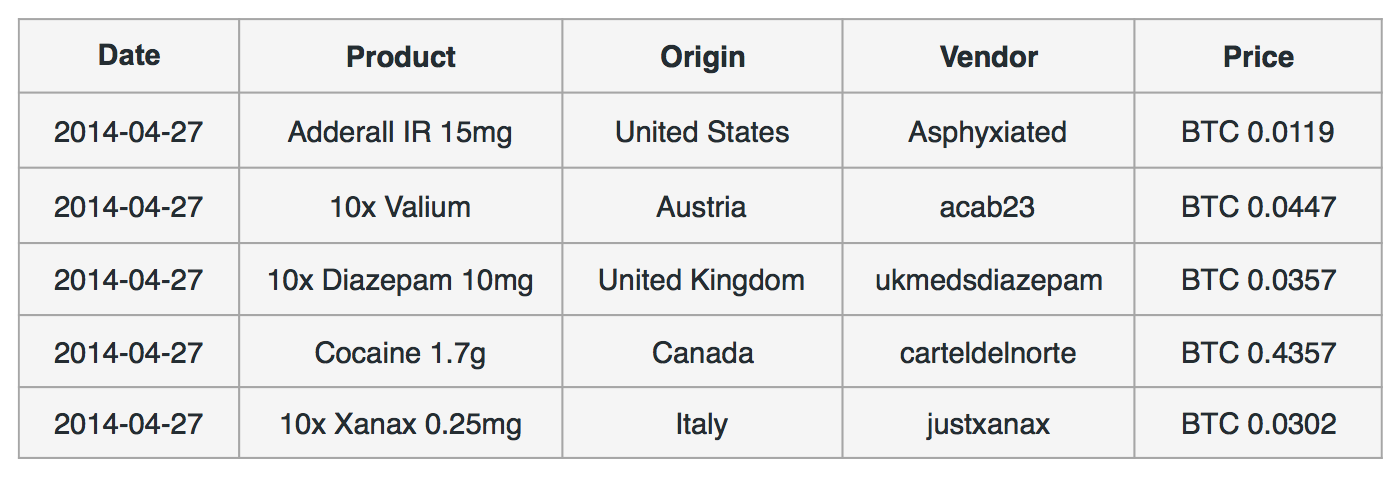 Date Product Origin Vendor Price
2014-04-27 Adderall IR 15mg United States Asphyxiated BTC 0.0119
2014-04-27 10x Valium Austria acab23 BTC 0.0447
2014-04-27 10x Diazepam 10mg United Kingdom ukmedsdiazepam BTC 0.0357
2014-04-27 Cocaine 1.7g Canada carteldelnorte BTC 0.4357
2014-04-27 10x Xanax 0.25mg Italy justxanax BTC 0.0302